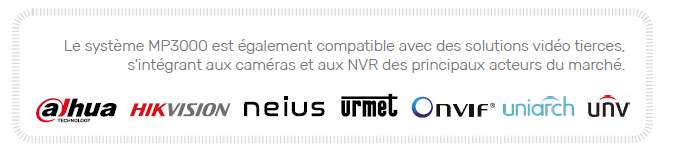 Le système MP3000 est également compatible avec des solutions vidéo tierces,
s'intégrant aux caméras et aux NVR des principaux acteurs du marché.
alhua TECHNOLOGY HIKVISION neius urmet ONVIF® uniarch unv